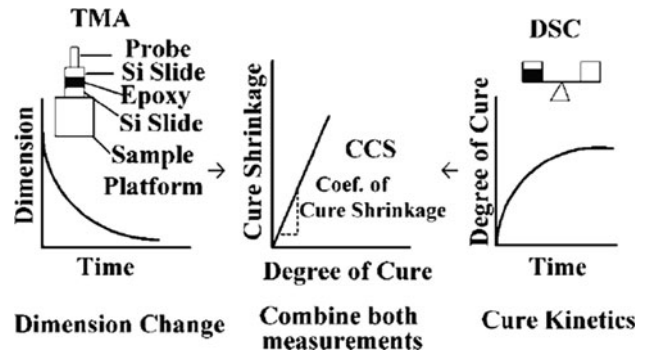 TMA
Probe
Si Slide
Epoxy
Si Slide
Sample
Platform
Dimension
Time
Dimension Change
Cure Shrinkage
CCS
Coef. of
Cure Shrinkage
Degree of Cure
Combine both
measurements
DSC
Degree of Cure
Time
Cure Kinetics